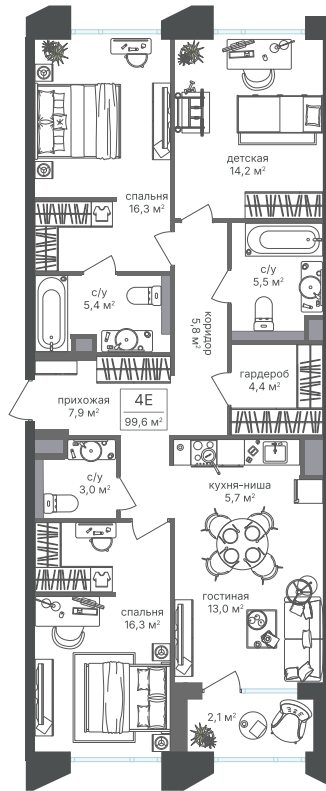 детская
14,2 м²
спальня
16,3 м²
с/у
5,5 м²
с/у
5,4 м²
коридор
5,8 м²
гардероб
4,4 м²
прихожая
7,9 м²
4Е
99,6 м²
с/у
3,0 м²
кухня-ниша
5,7 м²
гостиная
13,0 м²
спальня
16,3 м²
2,1 м²